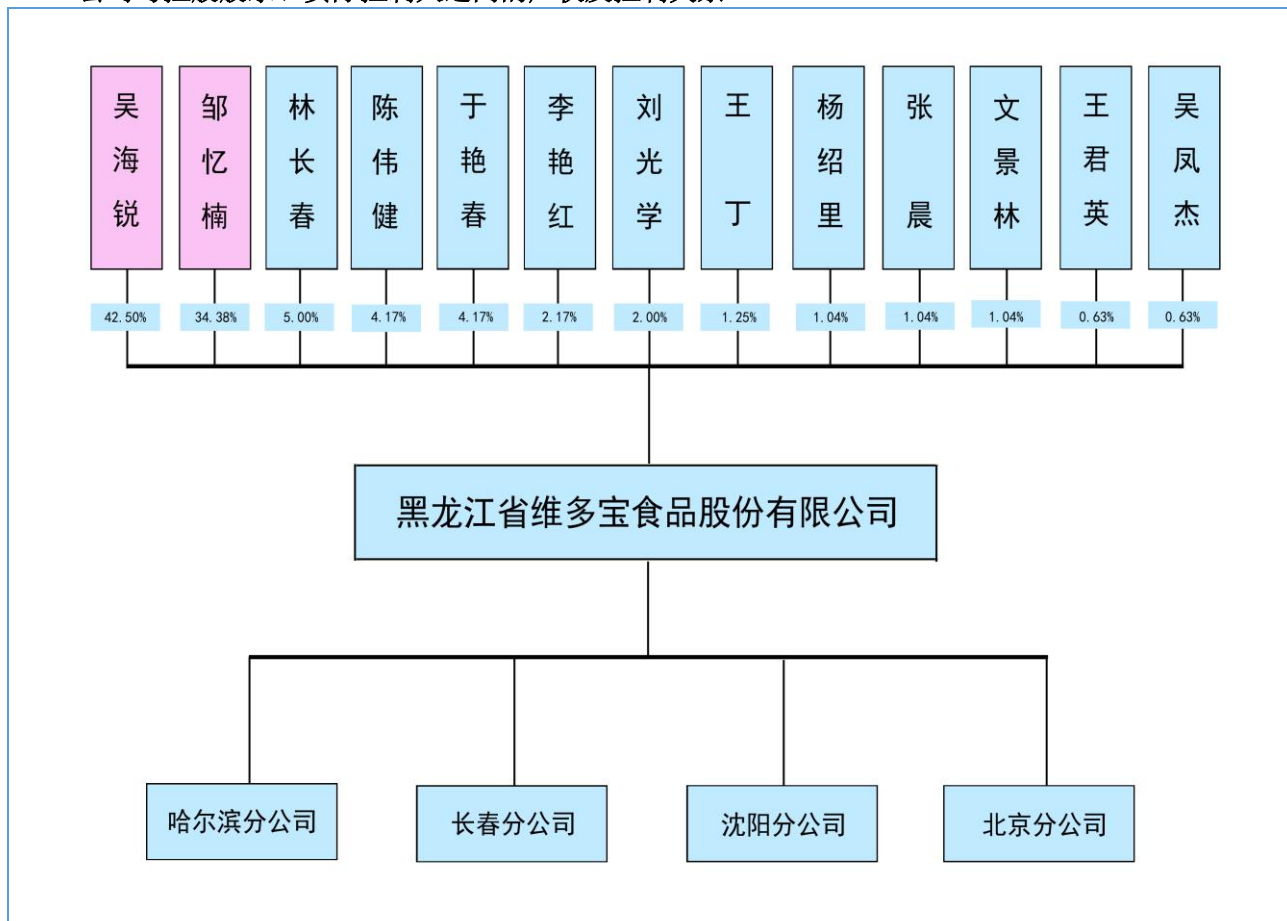 吴海锐
邹忆楠
林长春
陈伟健
于艳春
李艳红
刘光学
王丁
杨绍里
张晨
文景林
王君英
吴凤杰
42.50%
34.38%
5.00%
4.17%
4.17%
2.17%
2.00%
1.25%
1.04%
1.04%
1.04%
0.63%
0.63%
黑龙江省维多宝食品股份有限公司
哈尔滨分公司
长春分公司
沈阳分公司
北京分公司